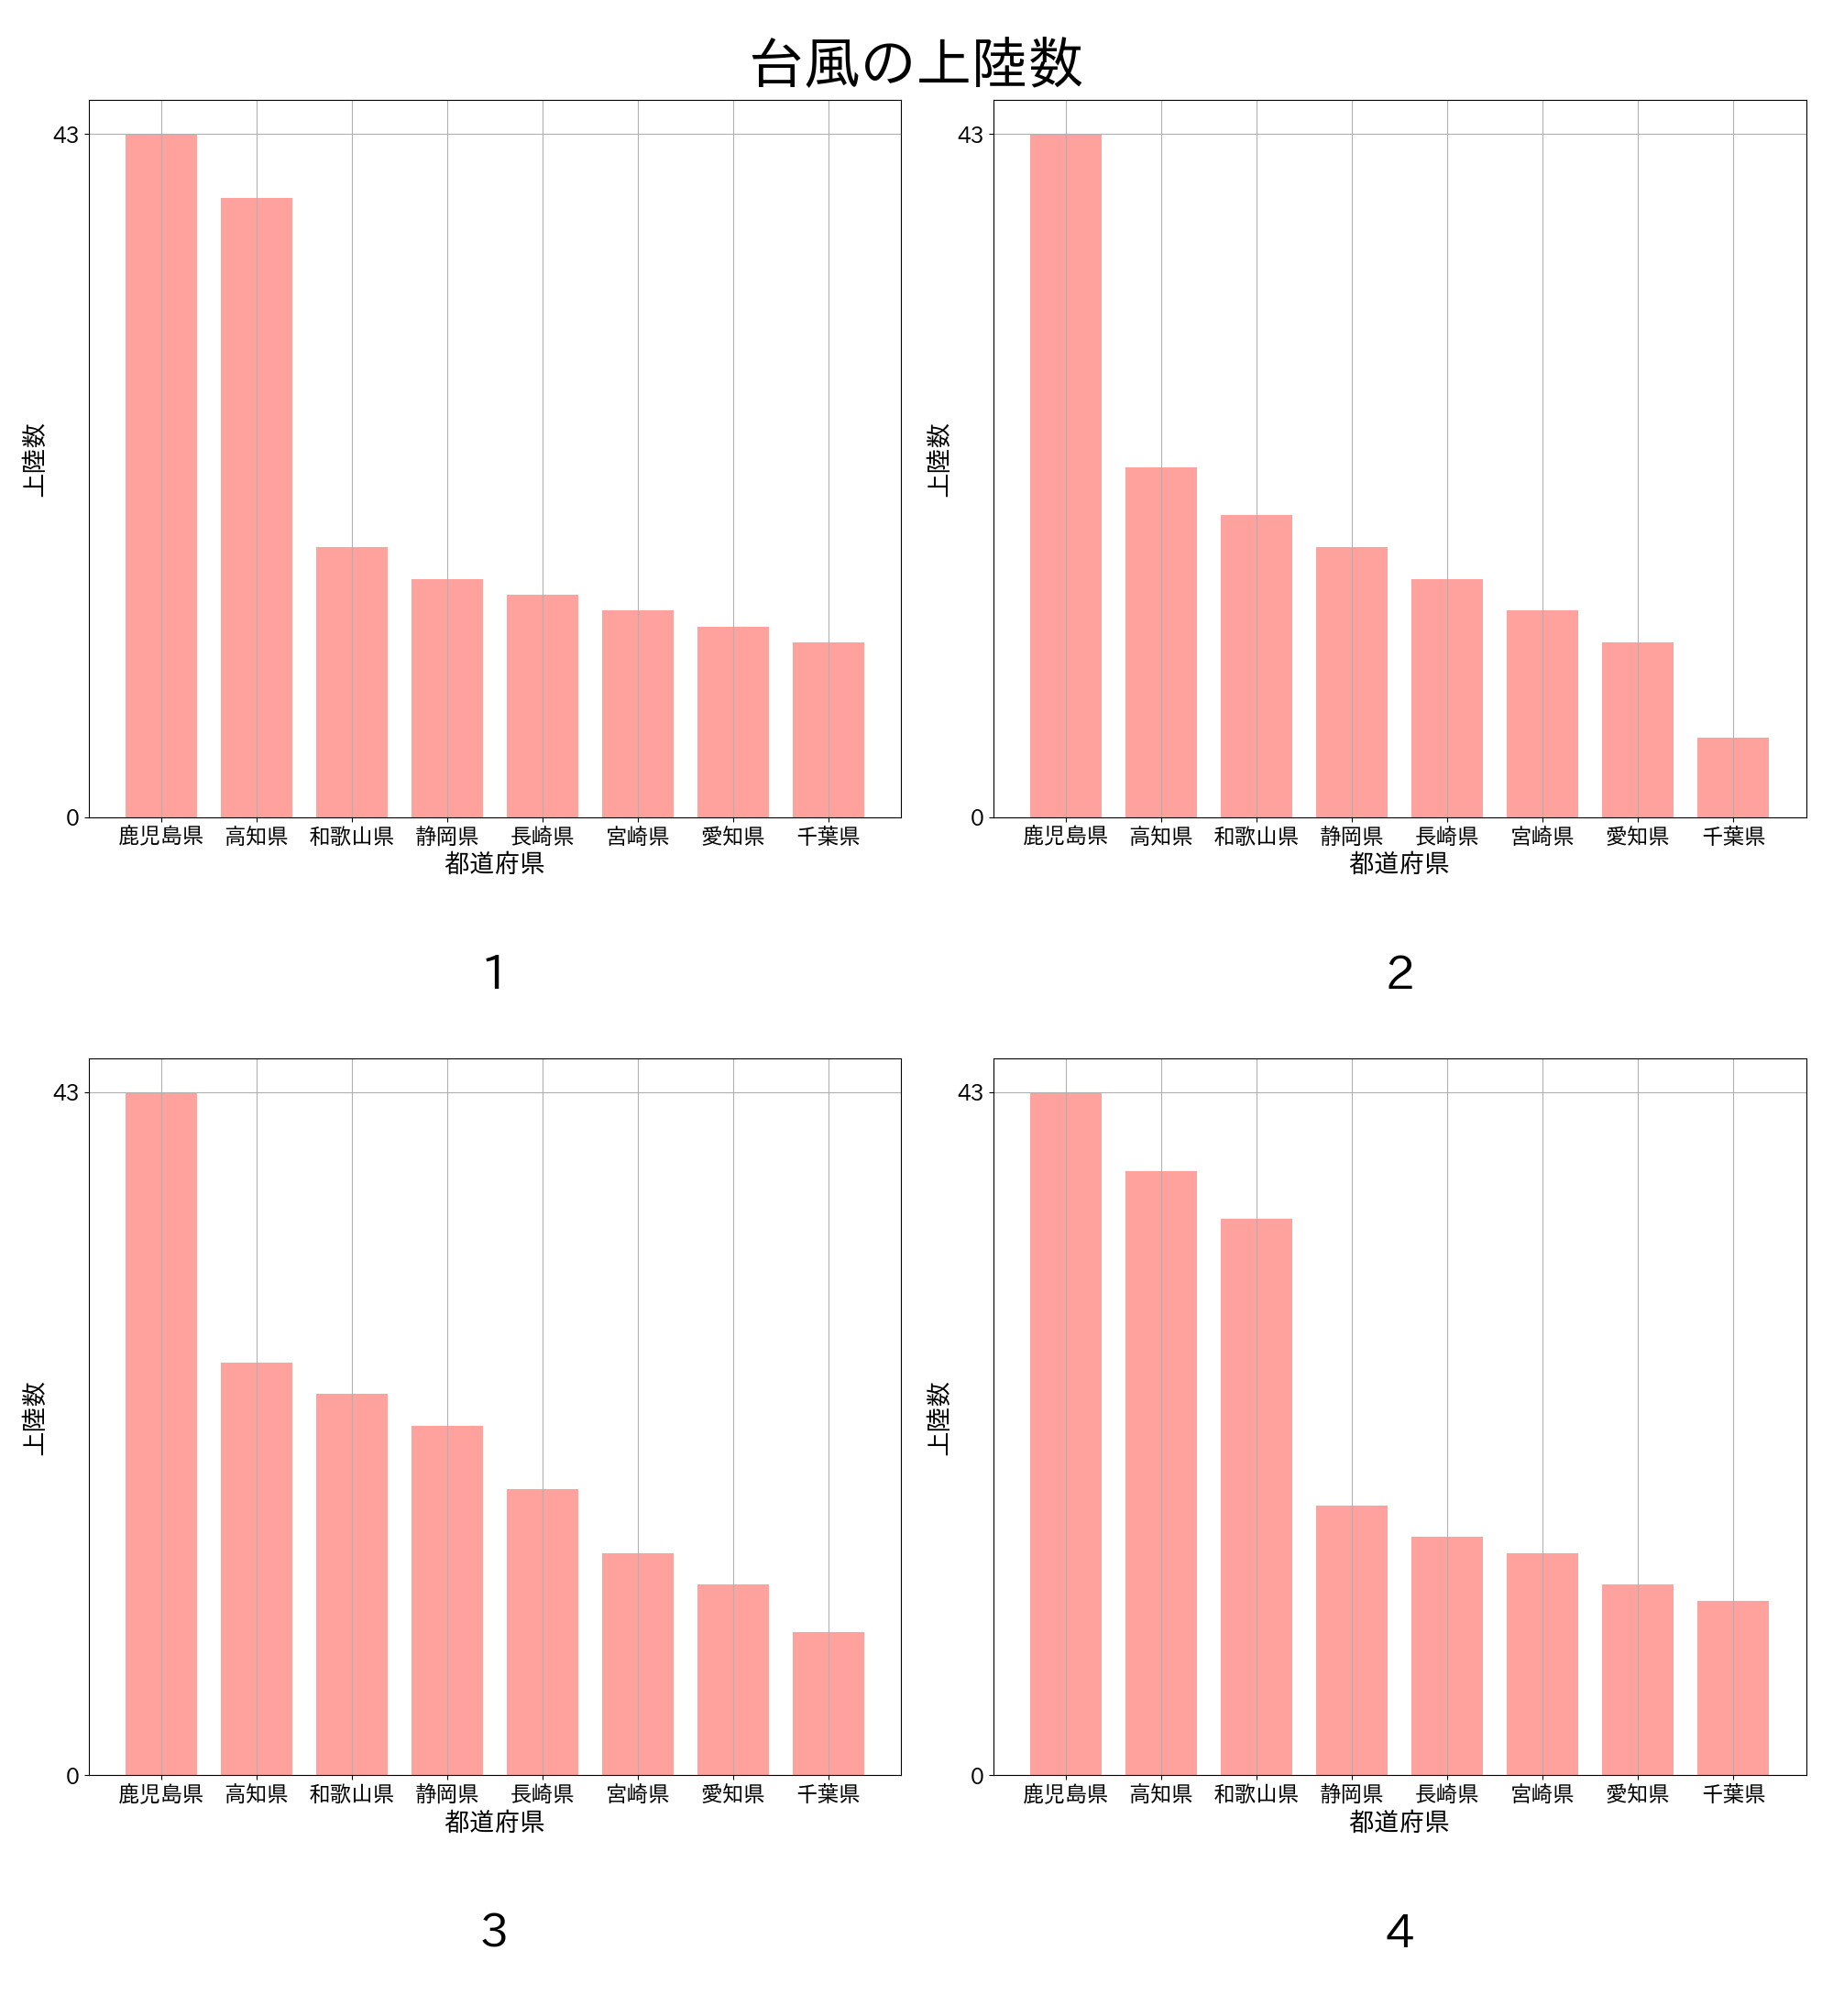 台風の上陸数
43
0
上陸数
鹿児島県 高知県 和歌山県 静岡県 長崎県 宮崎県 愛知県 千葉県
都道府県
1
43
0
上陸数
鹿児島県 高知県 和歌山県 静岡県 長崎県 宮崎県 愛知県 千葉県
都道府県
2
43
0
上陸数
鹿児島県 高知県 和歌山県 静岡県 長崎県 宮崎県 愛知県 千葉県
都道府県
3
43
0
上陸数
鹿児島県 高知県 和歌山県 静岡県 長崎県 宮崎県 愛知県 千葉県
都道府県
4